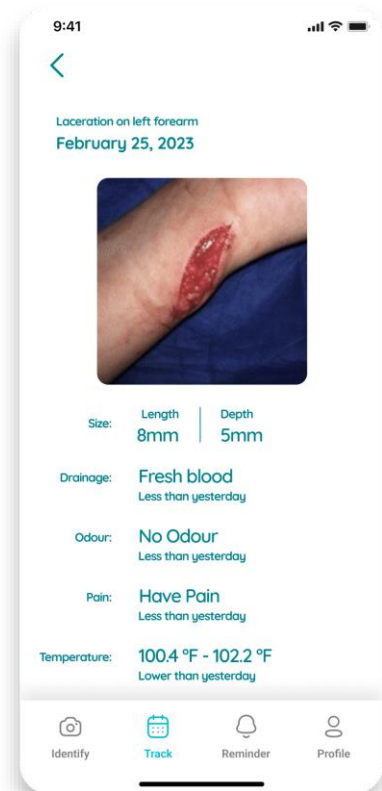 9:41
Laceration on left forearm
February 25, 2023
Size:
Length
Depth
8mm
5mm
Drainage:
Fresh blood
Less than yesterday
Odour:
No Odour
Less than yesterday
Pain:
Have Pain
Less than yesterday
Temperature:
100.4 ºF - 102.2 ºF
Lower than yesterday
Identify
Track
Reminder
Profile